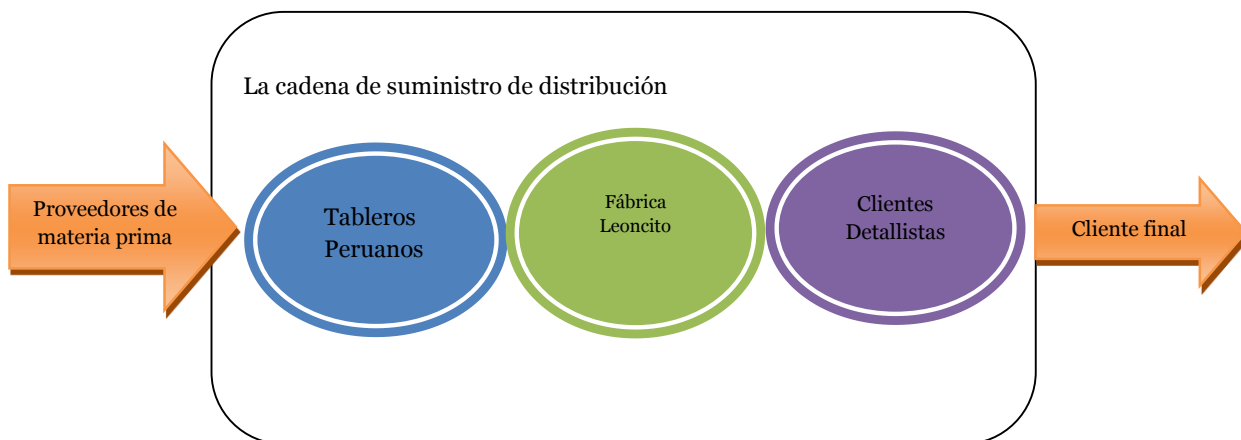 La cadena de suministro de distribución
Proveedores de
materia prima
Tableros
Peruanos
Fábrica
Leoncito
Clientes
Detallistas
Cliente final